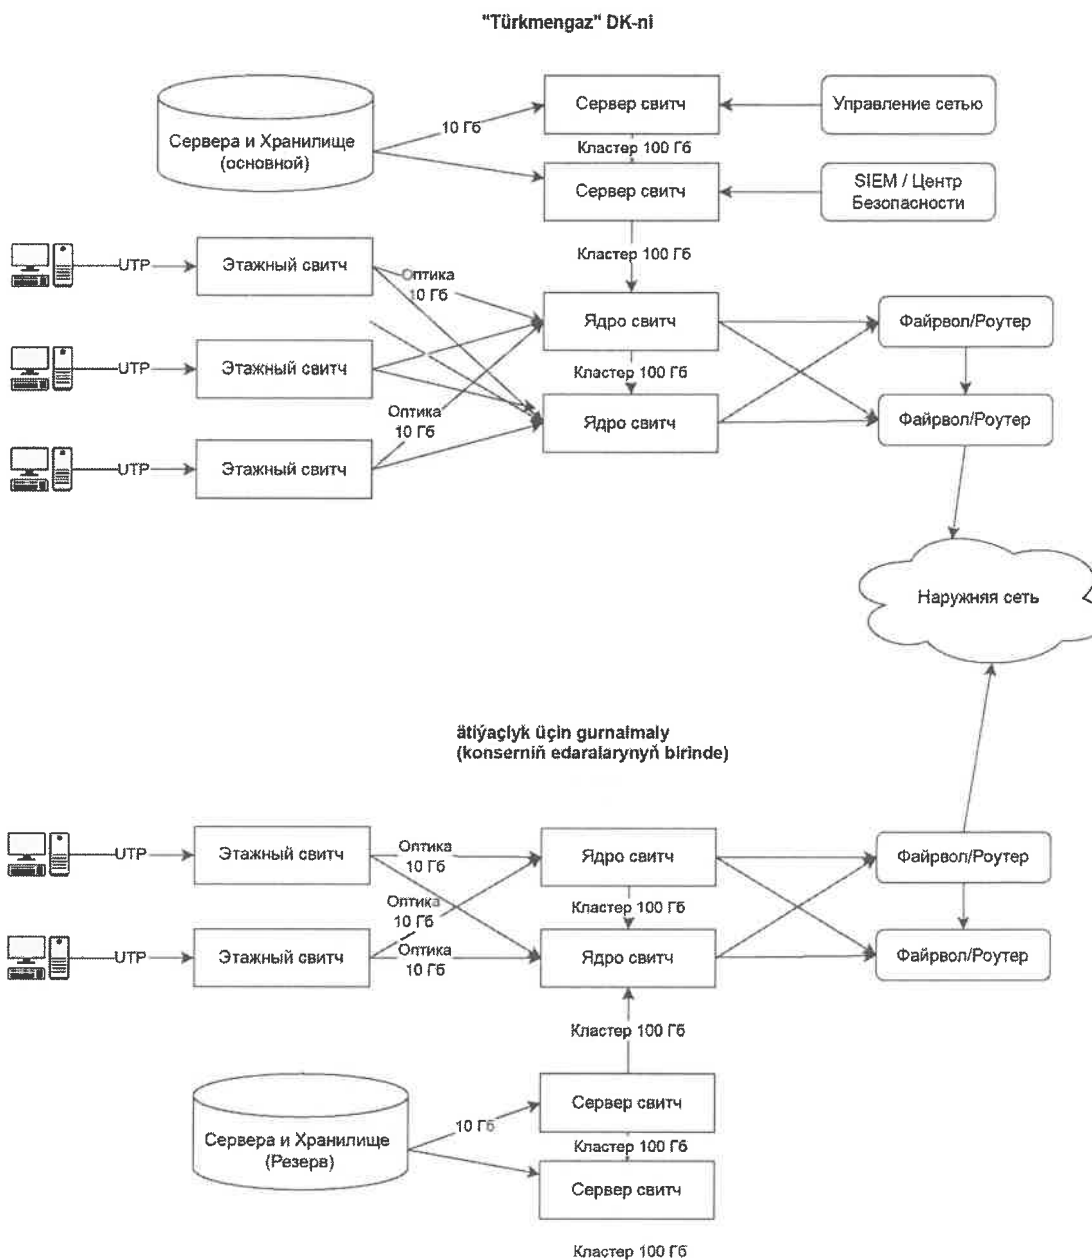 "Türkmengaz" DK-ni
Сервера и Хранилище
(основной)
10 Гб
Сервер свитч
Управление сетью
Кластер 100 Гб
Сервер свитч
SIEM / Центр
Безопасности
Кластер 100 Гб
UTP
Этажный свитч
Оптика
10 Гб
Ядро свитч
Файрвол/Роутер
UTP
Этажный свитч
Кластер 100 Гб
Оптика
10 Гб
Ядро свитч
Файрвол/Роутер
UTP
Этажный свитч
Наружняя сеть
ätiýaçlyk üçin gurnalmaly
(konserniň edaralarynyň birinde)
UTP
Этажный свитч
Оптика
10 Гб
Ядро свитч
Файрвол/Роутер
Оптика
10 Гб
Кластер 100 Гб
UTP
Этажный свитч
Оптика
10 Гб
Ядро свитч
Файрвол/Роутер
Кластер 100 Гб
Сервера и Хранилище
(Резерв)
10 Гб
Сервер свитч
Кластер 100 Гб
Сервер свитч
Кластер 100 Гб